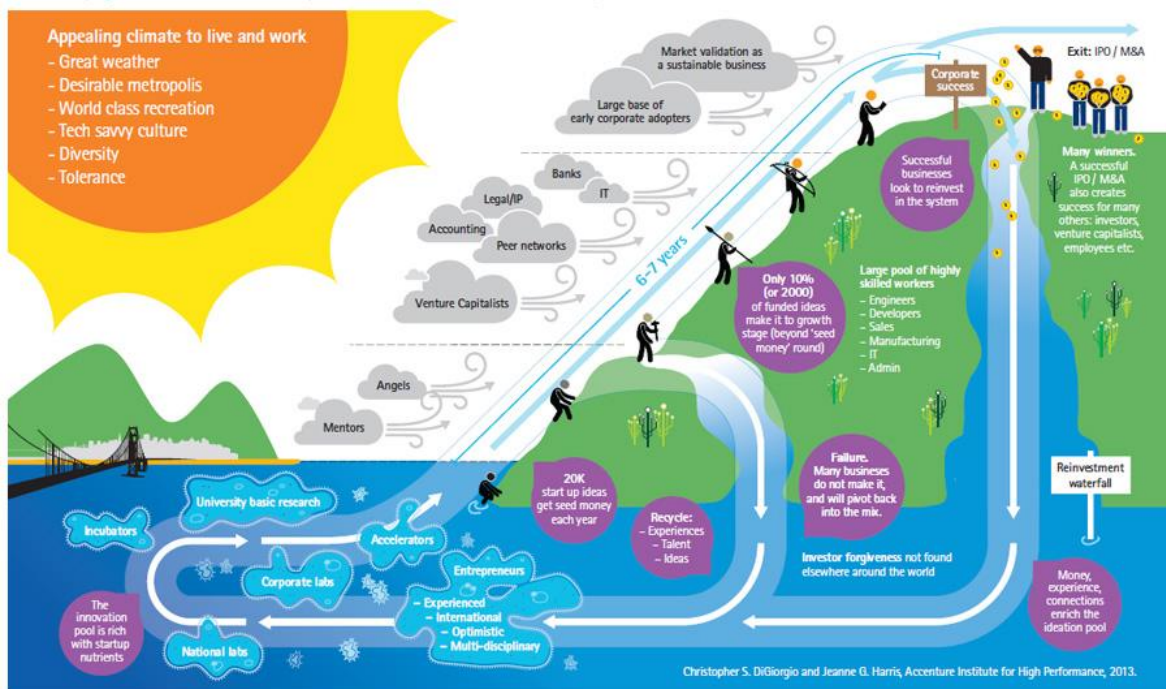 Appealing climate to live and work
- Great weather
- Desirable metropolis
- World class recreation
- Tech savvy culture
- Diversity
- Tolerance
Market validation as
a sustainable business
Large base of
early corporate adopters
Banks
IT
Legal/IP
Accounting
Peer networks
Venture Capitalists
Angels
Mentors
6–7 years
Corporate
success
Exit: IPO / M&A
Many winners.
A successful
IPO / M&A
also creates
success for many
others: investors,
venture capitalists,
employees etc.
Successful
businesses
look to reinvest
in the system
Only 10%
(or 2000)
of funded ideas
make it to growth
stage (beyond 'seed
money' round)
Large pool of highly
skilled workers
– Engineers
– Developers
– Sales
– Manufacturing
– IT
– Admin
20K
start up ideas
get seed money
each year
Recycle:
– Experiences
– Talent
– Ideas
Failure.
Many busineses
do not make it,
and will pivot back
into the mix.
Investor forgiveness not found
elsewhere around the world
Reinvestment
waterfall
Money,
experience,
connections
enrich the
ideation pool
University basic research
Incubators
Accelerators
Corporate labs
Entrepreneurs
– Experienced
– International
– Optimistic
– Multi-disciplinary
National labs
The
innovation
pool is rich
with startup
nutrients
Christopher S. DiGiorgio and Jeanne G. Harris, Accenture Institute for High Performance, 2013.